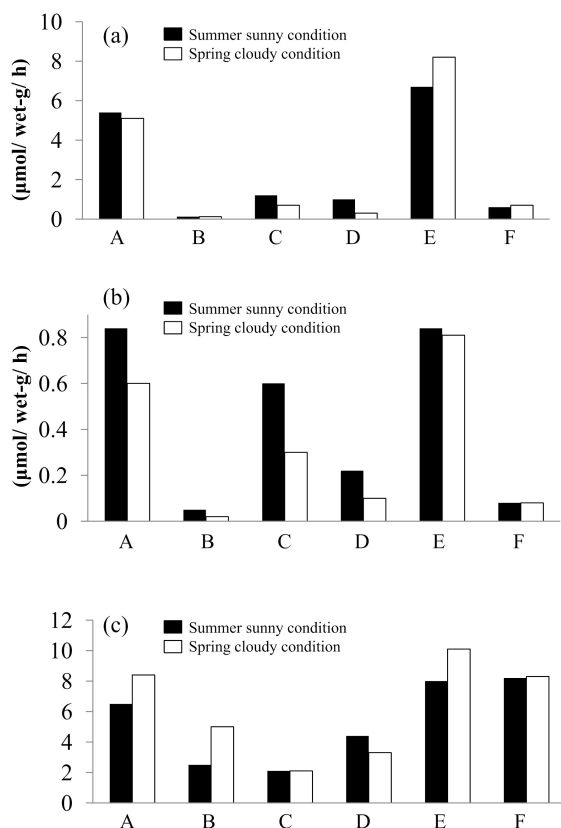 (a)
Summer sunny condition
Spring cloudy condition
(μmol/ wet-g/ h)
10
8
6
4
2
0
A B C D E F
(b)
Summer sunny condition
Spring cloudy condition
(μmol/ wet-g/ h)
0.8
0.6
0.4
0.2
0
A B C D E F
(c)
Summer sunny condition
Spring cloudy condition
12
10
8
6
4
2
0
A B C D E F